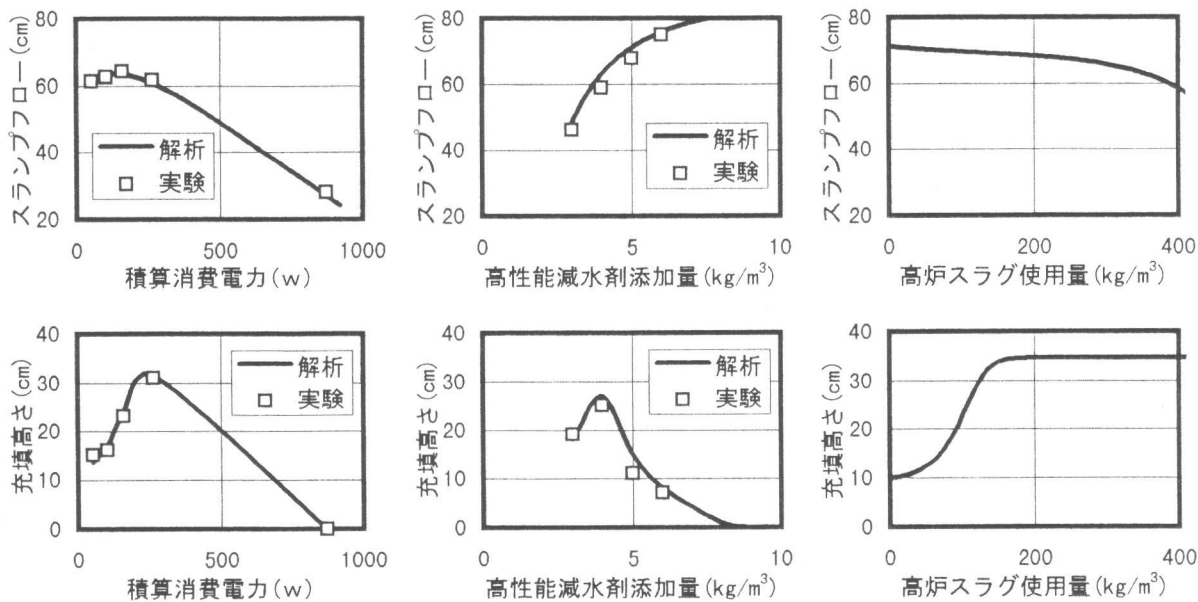 スランプフロー(cm)
80
60
40
20
解析
実験
0
500
1000
積算消費電力(w)
スランプフロー(cm)
80
60
40
20
解析
実験
0
5
10
高性能減水剤添加量(kg/m³)
スランプフロー(cm)
80
60
40
20
0
200
400
高炉スラグ使用量(kg/m³)
充填高さ(cm)
40
30
20
10
0
解析
実験
0
500
1000
積算消費電力(w)
充填高さ(cm)
40
30
20
10
0
解析
実験
0
5
10
高性能減水剤添加量(kg/m³)
充填高さ(cm)
40
30
20
10
0
0
200
400
高炉スラグ使用量(kg/m³)